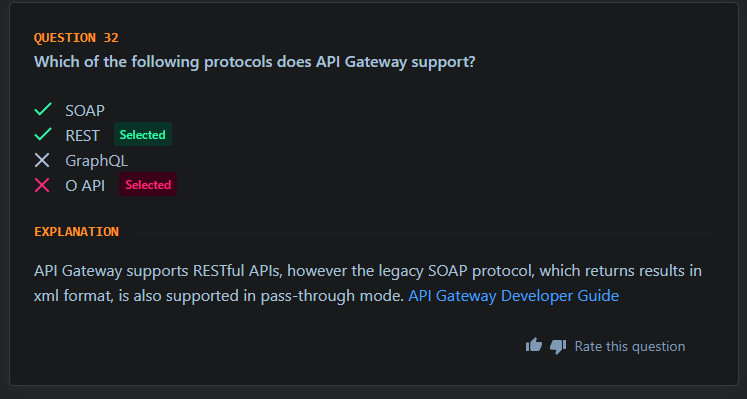 QUESTION 32
Which of the following protocols does API Gateway support?
SOAP
REST Selected
GraphQL
O API Selected
EXPLANATION
API Gateway supports RESTful APIs, however the legacy SOAP protocol, which returns results in
xml format, is also supported in pass-through mode. API Gateway Developer Guide
Rate this question